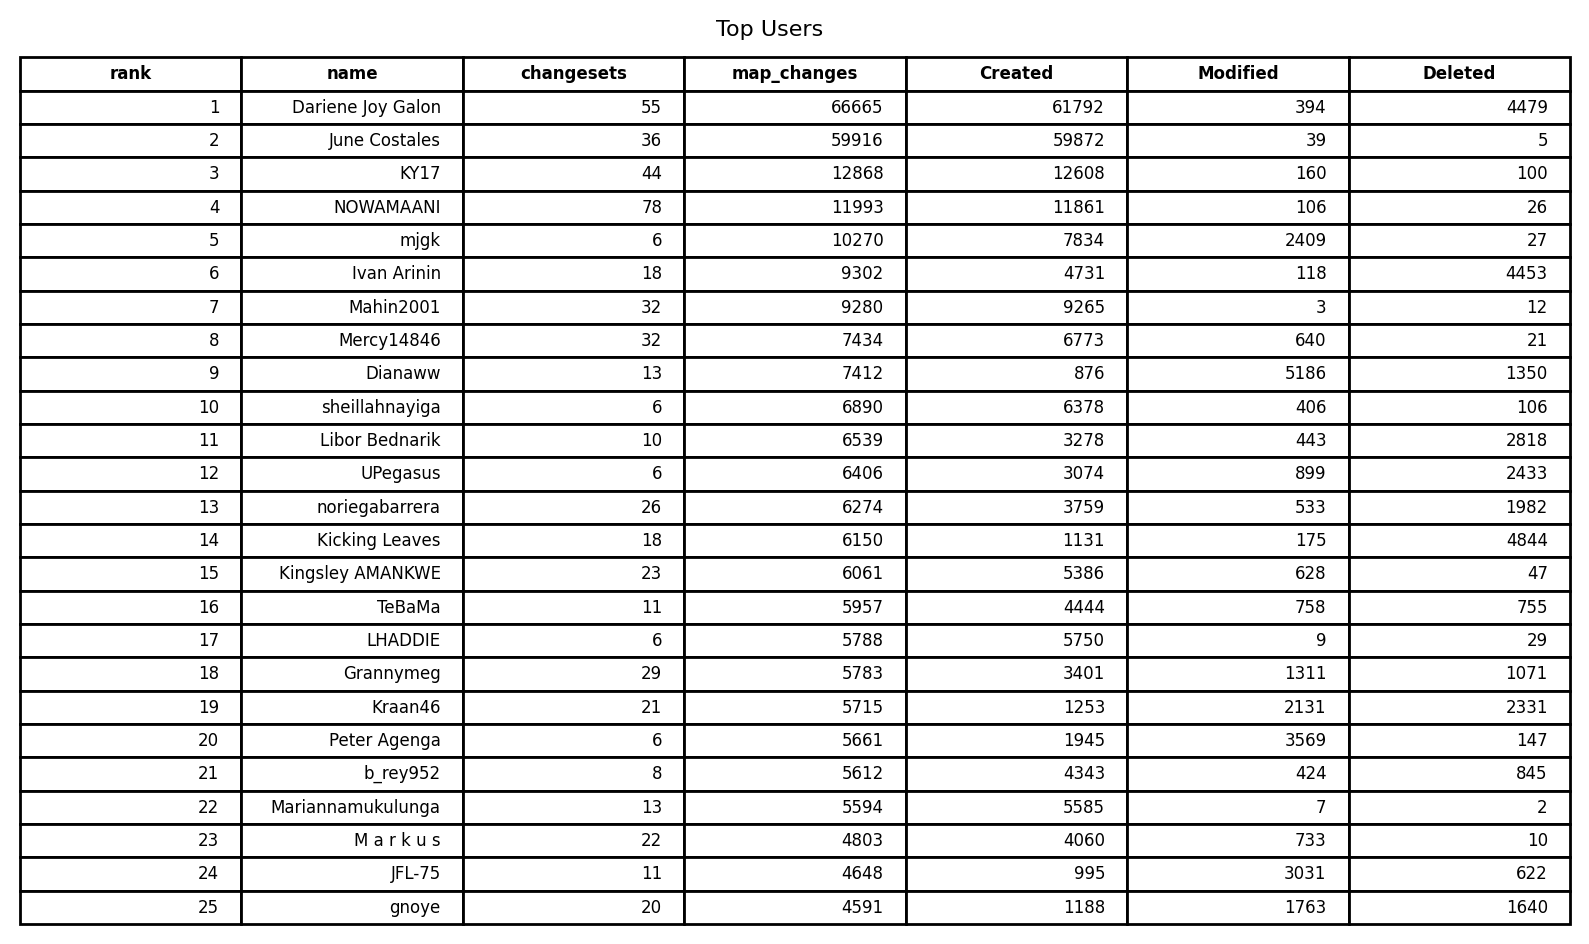 Top Users
rank name changesets map_changes Created Modified Deleted
1 Dariene Joy Galon 55 66665 61792 394 4479
2 June Costales 36 59916 59872 39 5
3 KY17 44 12868 12608 160 100
4 NOWAMAANI 78 11993 11861 106 26
5 mjgk 6 10270 7834 2409 27
6 Ivan Arinin 18 9302 4731 118 4453
7 Mahin2001 32 9280 9265 3 12
8 Mercy14846 32 7434 6773 640 21
9 Dianaww 13 7412 876 5186 1350
10 sheillahnayiga 6 6890 6378 406 106
11 Libor Bednarik 10 6539 3278 443 2818
12 UPegasus 6 6406 3074 899 2433
13 noriegabarrera 26 6274 3759 533 1982
14 Kicking Leaves 18 6150 1131 175 4844
15 Kingsley AMANKWE 23 6061 5386 628 47
16 TeBaMa 11 5957 4444 758 755
17 LHADDIE 6 5788 5750 9 29
18 Grannymeg 29 5783 3401 1311 1071
19 Kraan46 21 5715 1253 2131 2331
20 Peter Agenga 6 5661 1945 3569 147
21 b_rey952 8 5612 4343 424 845
22 Mariannamukulunga 13 5594 5585 7 2
23 M a r k u s 22 4803 4060 733 10
24 JFL-75 11 4648 995 3031 622
25 gnoye 20 4591 1188 1763 1640